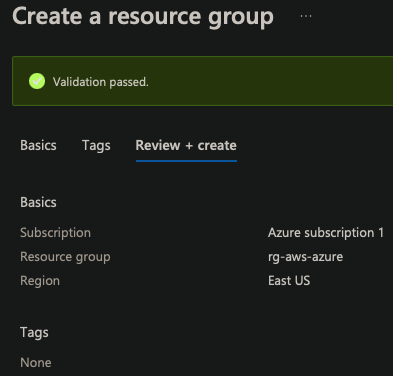 Create a resource group ...
Validation passed.
Basics Tags Review + create
Basics
Subscription Azure subscription 1
Resource group rg-aws-azure
Region East US
Tags
None